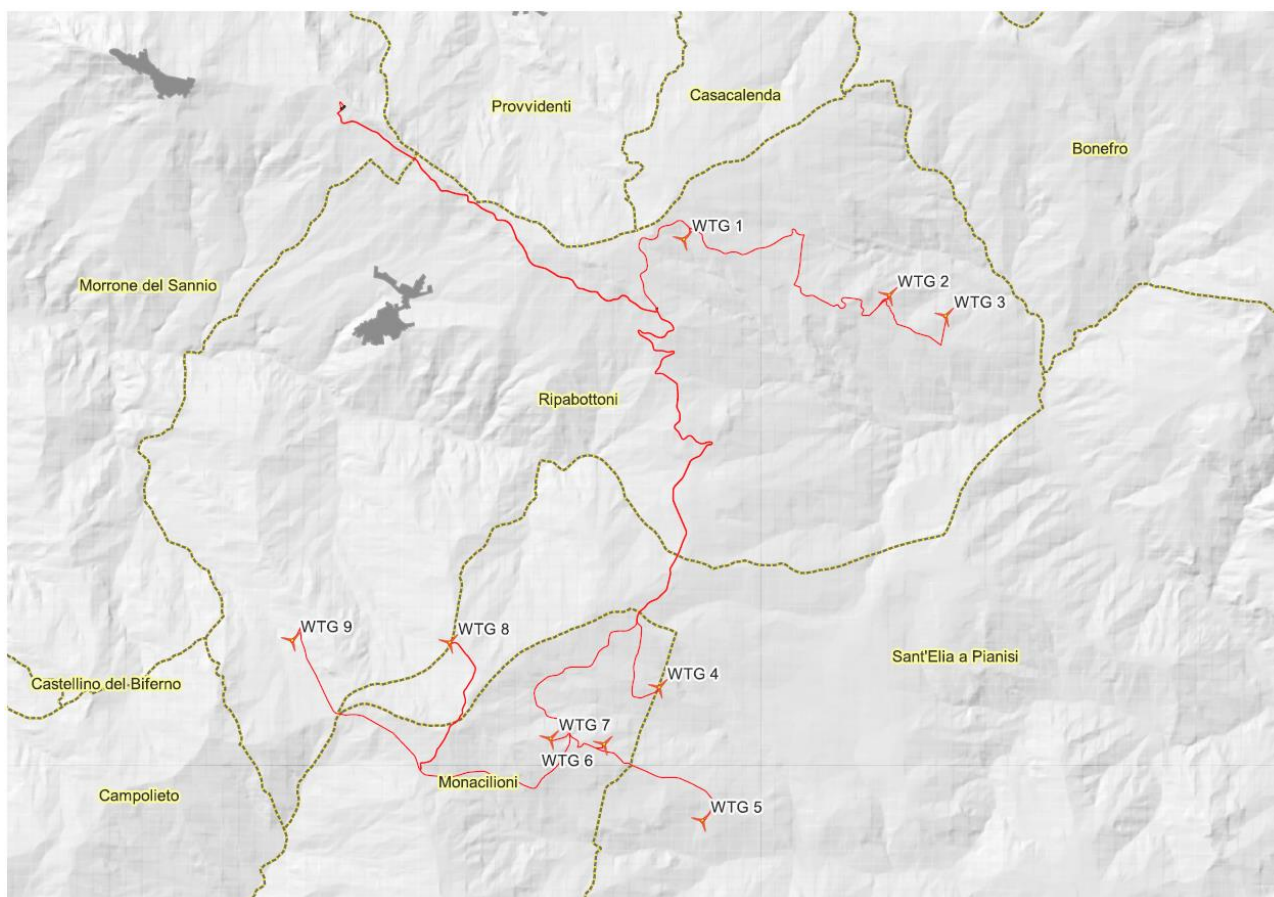 Casacalenda
Provvidenti
Bonefro
WTG 1
Morrone del Sannio
WTG 2
WTG 3
Ripabottoni
WTG 9
WTG 8
Sant'Elia a Pianisi
Castellino del Biferno
WTG 4
WTG 7
WTG 6
Monacilioni
Campolieto
WTG 5